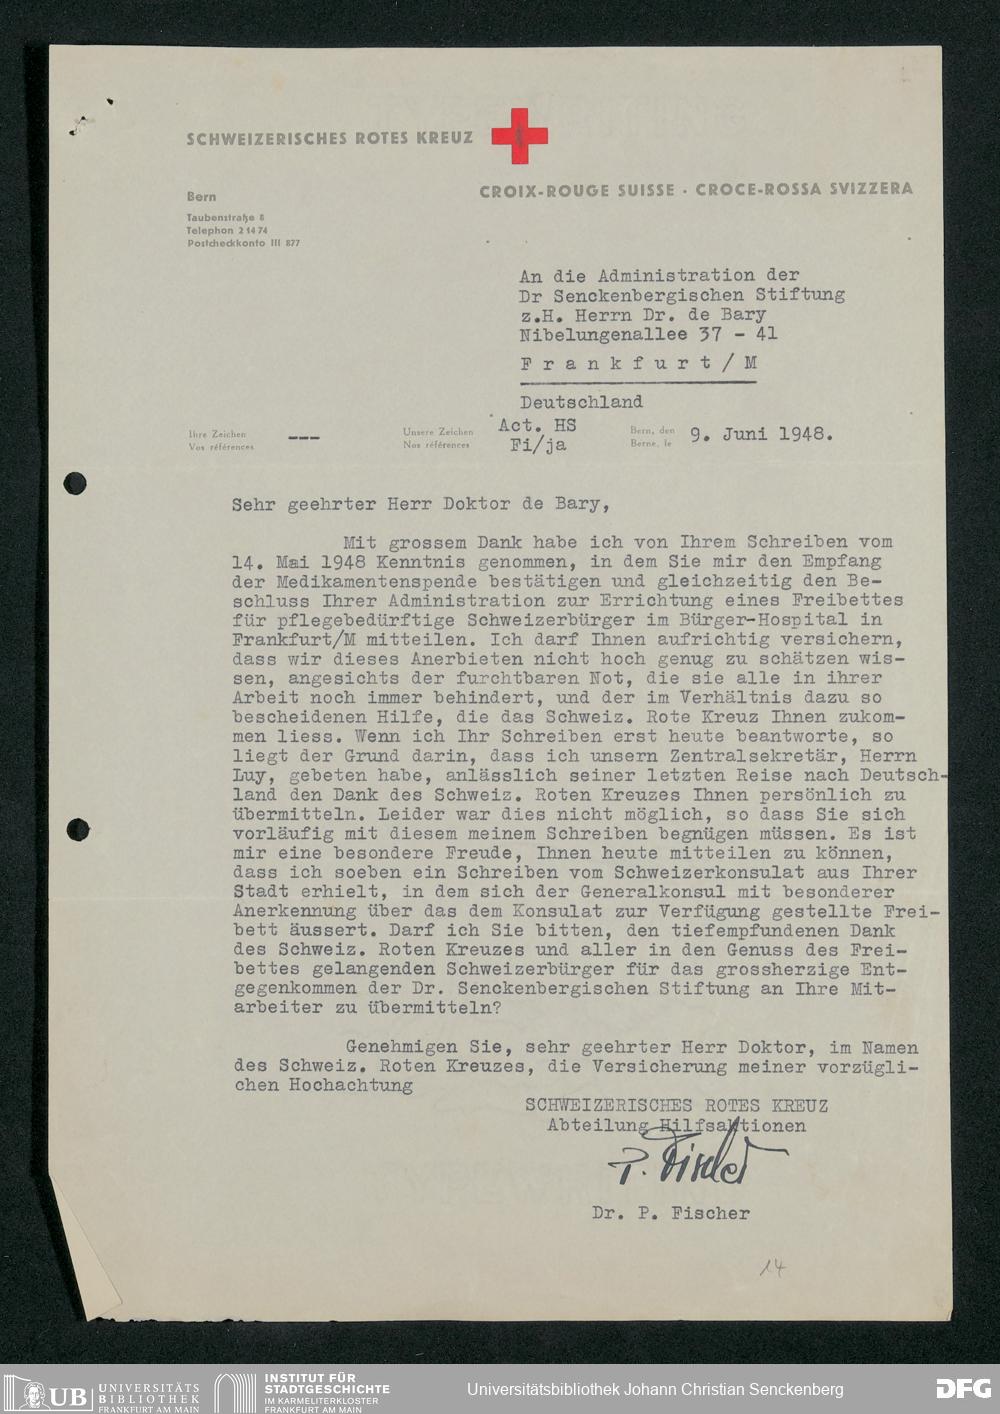 SCHWEIZERISCHES ROTES KREUZ
CROIX-ROUGE SUISSE · CROCE-ROSSA SVIZZERA
Bern
Taubenstraße 8
Telephon 2 14 74
Postcheckkonto III 877
An die Administration der
Dr Senckenbergischen Stiftung
z.H. Herrn Dr. de Bary
Nibelungenallee 37 - 41
F r a n k f u r t / M
Deutschland
Ihre Zeichen
Vos références
---
Unsere Zeichen
Nos références
Act. HS
Fi/ja
Bern, den
Berne, le
9. Juni 1948.
Sehr geehrter Herr Doktor de Bary,
Mit grossem Dank habe ich von Ihrem Schreiben vom
14. Mai 1948 Kenntnis genommen, in dem Sie mir den Empfang
der Medikamentenspende bestätigen und gleichzeitig den Be-
schluss Ihrer Administration zur Errichtung eines Freibettes
für pflegebedürftige Schweizerbürger im Bürger-Hospital in
Frankfurt/M mitteilen. Ich darf Ihnen aufrichtig versichern,
dass wir dieses Anerbieten nicht hoch genug zu schätzen wis-
sen, angesichts der furchtbaren Not, die sie alle in ihrer
Arbeit noch immer behindert, und der im Verhältnis dazu so
bescheidenen Hilfe, die das Schweiz. Rote Kreuz Ihnen zukom-
men liess. Wenn ich Ihr Schreiben erst heute beantworte, so
liegt der Grund darin, dass ich unsern Zentralsekretär, Herrn
Luy, gebeten habe, anlässlich seiner letzten Reise nach Deutsch-
land den Dank des Schweiz. Roten Kreuzes Ihnen persönlich zu
übermitteln. Leider war dies nicht möglich, so dass Sie sich
vorläufig mit diesem meinem Schreiben begnügen müssen. Es ist
mir eine besondere Freude, Ihnen heute mitteilen zu können,
dass ich soeben ein Schreiben vom Schweizerkonsulat aus Ihrer
Stadt erhielt, in dem sich der Generalkonsul mit besonderer
Anerkennung über das dem Konsulat zur Verfügung gestellte Frei-
bett äussert. Darf ich Sie bitten, den tiefempfundenen Dank
des Schweiz. Roten Kreuzes und aller in den Genuss des Frei-
bettes gelangenden Schweizerbürger für das grossherzige Ent-
gegenkommen der Dr. Senckenbergischen Stiftung an Ihre Mit-
arbeiter zu übermitteln?
Genehmigen Sie, sehr geehrter Herr Doktor, im Namen
des Schweiz. Roten Kreuzes, die Versicherung meiner vorzügli-
chen Hochachtung
SCHWEIZERISCHES ROTES KREUZ
Abteilung Hilfsaktionen
P. Fischer
Dr. P. Fischer
14
UB UNIVERSITÄTS
BIBLIOTHEK
FRANKFURT AM MAIN
INSTITUT FÜR
STADTGESCHICHTE
IM KARMELITERKLOSTER
FRANKFURT AM MAIN
Universitätsbibliothek Johann Christian Senckenberg
DFG